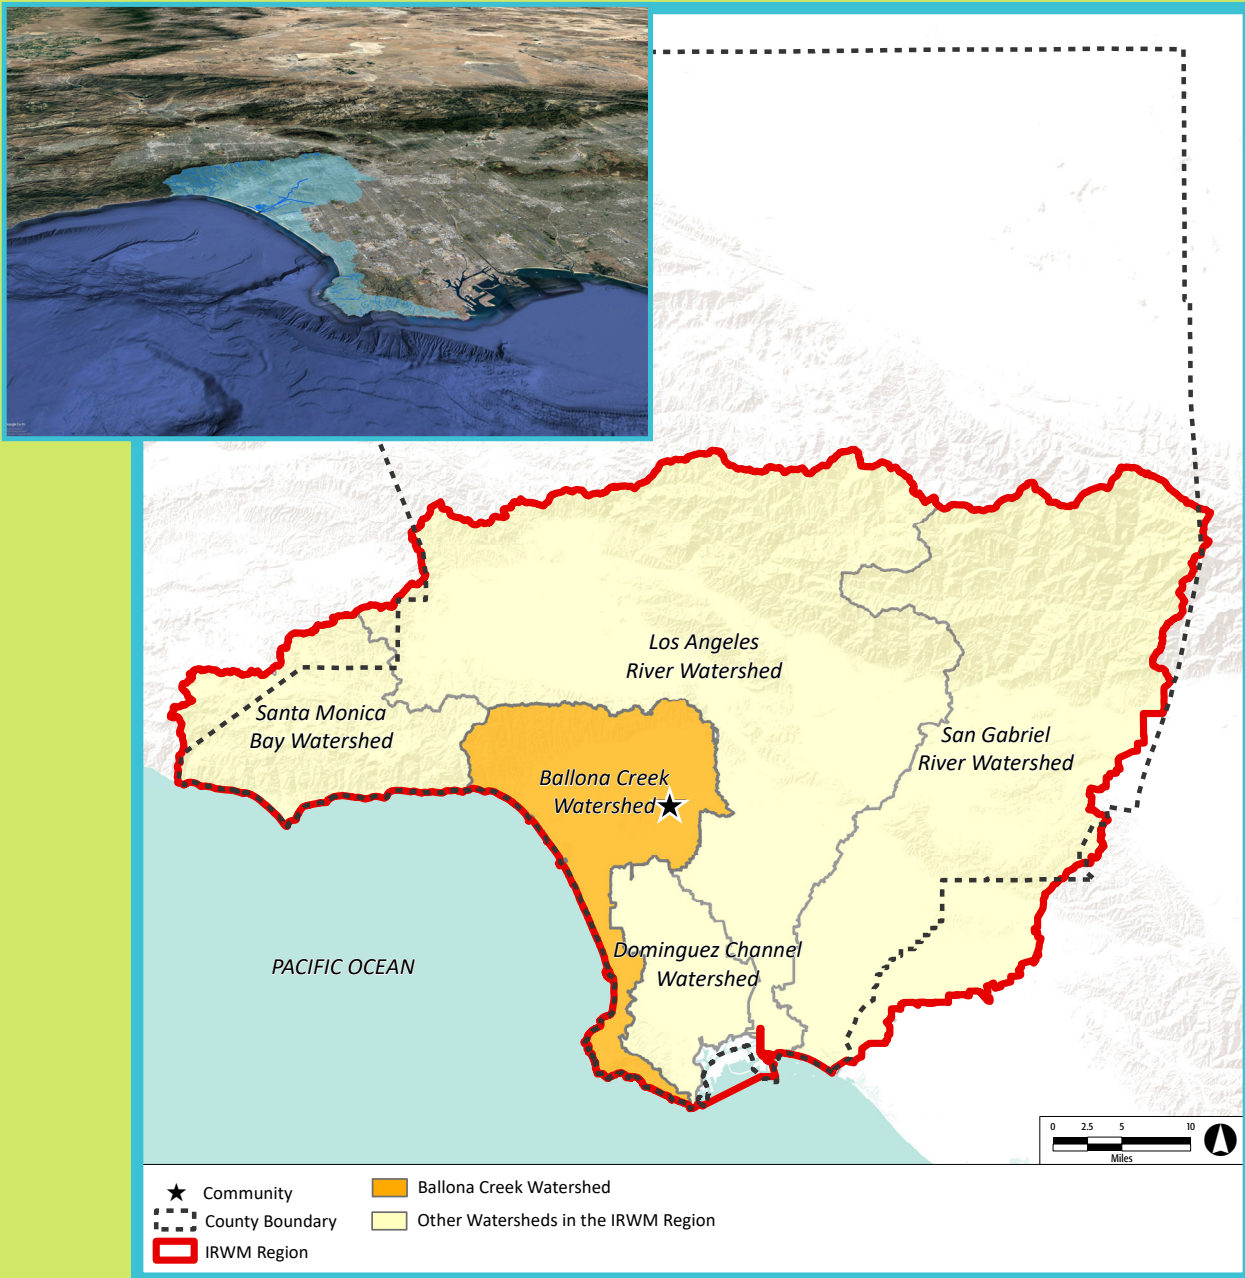 Los Angeles
River Watershed
Santa Monica
Bay Watershed
San Gabriel
River Watershed
Ballona Creek
Watershed
Dominguez Channel
Watershed
PACIFIC OCEAN
0 2.5 5 10
Miles
Community
County Boundary
IRWM Region
Ballona Creek Watershed
Other Watersheds in the IRWM Region